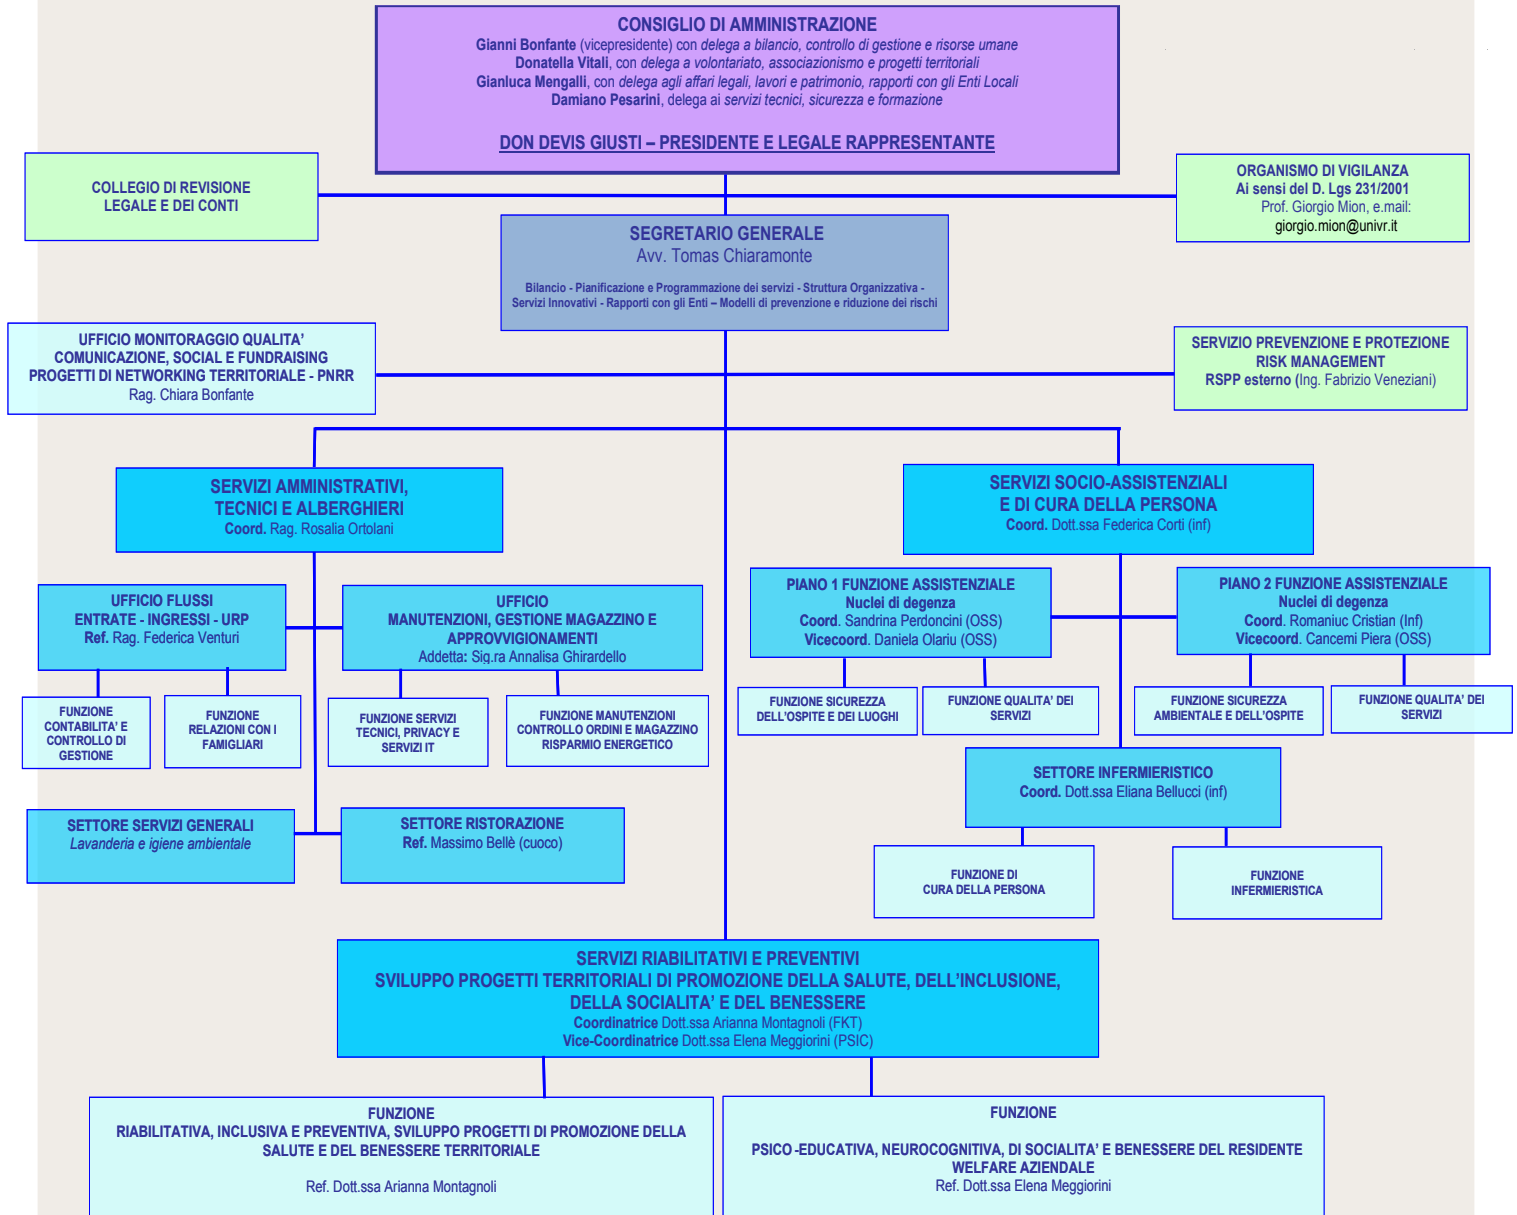 CONSIGLIO DI AMMINISTRAZIONE
Gianni Bonfante (vicepresidente) con delega a bilancio, controllo di gestione e risorse umane
Donatella Vitali, con delega a volontariato, associazionismo e progetti territoriali
Gianluca Mengalli, con delega agli affari legali, lavori e patrimonio, rapporti con gli Enti Locali
Damiano Pesarini, delega ai servizi tecnici, sicurezza e formazione
DON DEVIS GIUSTI – PRESIDENTE E LEGALE RAPPRESENTANTE
COLLEGIO DI REVISIONE
LEGALE E DEI CONTI
ORGANISMO DI VIGILANZA
Ai sensi del D. Lgs 231/2001
Prof. Giorgio Mion, e.mail:
giorgio.mion@univr.it
SEGRETARIO GENERALE
Avv. Tomas Chiaramonte
Bilancio - Pianificazione e Programmazione dei servizi - Struttura Organizzativa -
Servizi Innovativi - Rapporti con gli Enti – Modelli di prevenzione e riduzione dei rischi
UFFICIO MONITORAGGIO QUALITA’
COMUNICAZIONE, SOCIAL E FUNDRAISING
PROGETTI DI NETWORKING TERRITORIALE - PNRR
Rag. Chiara Bonfante
SERVIZIO PREVENZIONE E PROTEZIONE
RISK MANAGEMENT
RSPP esterno (Ing. Fabrizio Veneziani)
SERVIZI AMMINISTRATIVI,
TECNICI E ALBERGHIERI
Coord. Rag. Rosalia Ortolani
SERVIZI SOCIO-ASSISTENZIALI
E DI CURA DELLA PERSONA
Coord. Dott.ssa Federica Corti (inf)
UFFICIO FLUSSI
ENTRATE - INGRESSI - URP
Ref. Rag. Federica Venturi
UFFICIO
MANUTENZIONI, GESTIONE MAGAZZINO E
APPROVVIGIONAMENTI
Addetta: Sig.ra Annalisa Ghirardello
PIANO 1 FUNZIONE ASSISTENZIALE
Nuclei di degenza
Coord. Sandrina Perdoncini (OSS)
Vicecoord. Daniela Olariu (OSS)
PIANO 2 FUNZIONE ASSISTENZIALE
Nuclei di degenza
Coord. Romaniuc Cristian (Inf)
Vicecoord. Cancemi Piera (OSS)
FUNZIONE
CONTABILITA’ E
CONTROLLO DI
GESTIONE
FUNZIONE
RELAZIONI CON I
FAMIGLIARI
FUNZIONE SERVIZI
TECNICI, PRIVACY E
SERVIZI IT
FUNZIONE MANUTENZIONI
CONTROLLO ORDINI E MAGAZZINO
RISPARMIO ENERGETICO
FUNZIONE SICUREZZA
DELL’OSPITE E DEI LUOGHI
FUNZIONE QUALITA’ DEI
SERVIZI
FUNZIONE SICUREZZA
AMBIENTALE E DELL’OSPITE
FUNZIONE QUALITA’ DEI
SERVIZI
SETTORE INFERMIERISTICO
Coord. Dott.ssa Eliana Bellucci (inf)
SETTORE SERVIZI GENERALI
Lavanderia e igiene ambientale
SETTORE RISTORAZIONE
Ref. Massimo Bellè (cuoco)
FUNZIONE DI
CURA DELLA PERSONA
FUNZIONE
INFERMIERISTICA
SERVIZI RIABILITATIVI E PREVENTIVI
SVILUPPO PROGETTI TERRITORIALI DI PROMOZIONE DELLA SALUTE, DELL’INCLUSIONE,
DELLA SOCIALITA’ E DEL BENESSERE
Coordinatrice Dott.ssa Arianna Montagnoli (FKT)
Vice-Coordinatrice Dott.ssa Elena Meggiorini (PSIC)
FUNZIONE
RIABILITATIVA, INCLUSIVA E PREVENTIVA, SVILUPPO PROGETTI DI PROMOZIONE DELLA
SALUTE E DEL BENESSERE TERRITORIALE
Ref. Dott.ssa Arianna Montagnoli
FUNZIONE
PSICO-EDUCATIVA, NEUROCOGNITIVA, DI SOCIALITA’ E BENESSERE DEL RESIDENTE
WELFARE AZIENDALE
Ref. Dott.ssa Elena Meggiorini